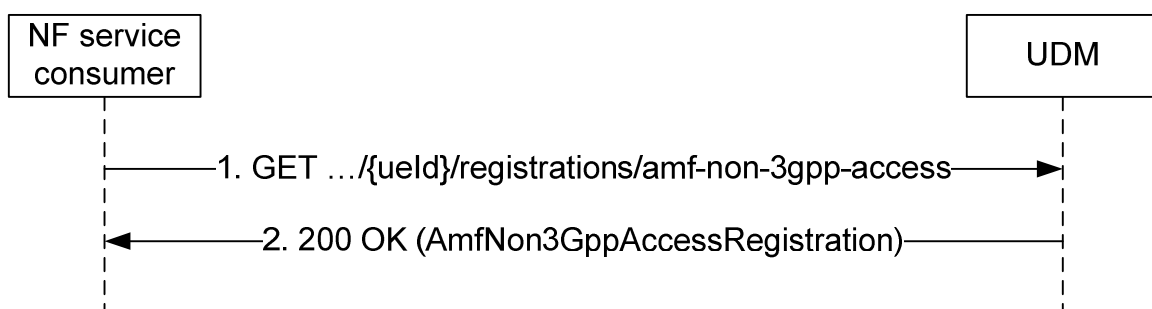 NF service
consumer
UDM
1. GET …/{ueId}/registrations/amf-non-3gpp-access
2. 200 OK (AmfNon3GppAccessRegistration)